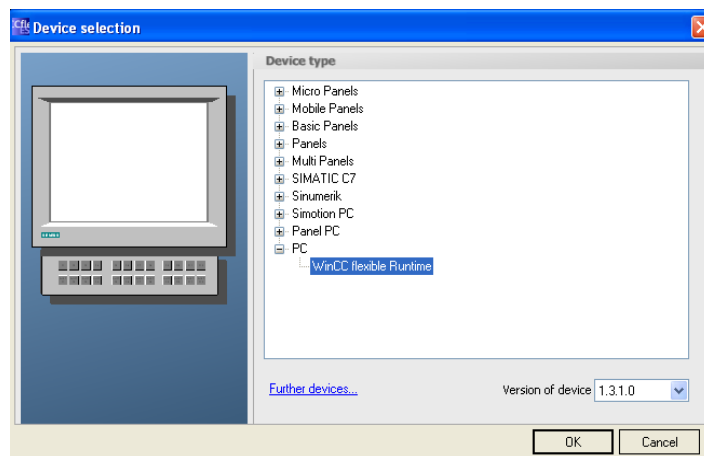 Device selection
Device type
Micro Panels
Mobile Panels
Basic Panels
Panels
Multi Panels
SIMATIC C7
Sinumerik
Simotion PC
Panel PC
PC
WinCC flexible Runtime
Further devices...
Version of device 1.3.1.0
OK Cancel